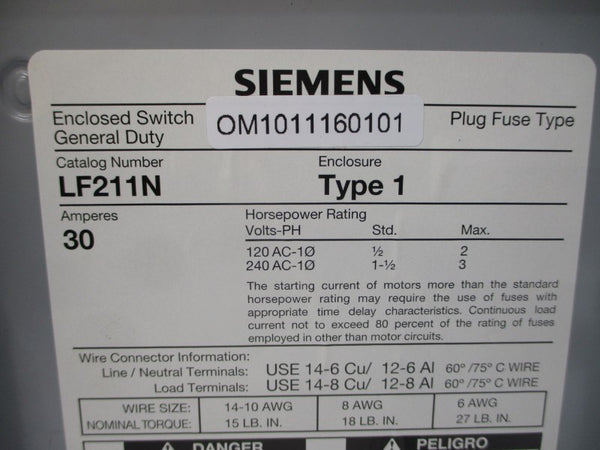 SIEMENS
Enclosed Switch
General Duty
OM1011160101
Plug Fuse Type
Catalog Number
LF211N
Enclosure
Type 1
Amperes
30
Horsepower Rating
Volts-PH Std. Max.
120 AC-1Ø ½ 2
240 AC-1Ø 1-½ 3
The starting current of motors more than the standard
horsepower rating may require the use of fuses with
appropriate time delay characteristics. Continuous load
current not to exceed 80 percent of the rating of fuses
employed in other than motor circuits.
Wire Connector Information:
Line / Neutral Terminals: USE 14-6 Cu/ 12-6 Al 60º /75º C WIRE
Load Terminals: USE 14-8 Cu/ 12-8 Al 60º /75º C WIRE
WIRE SIZE: 14-10 AWG 8 AWG 6 AWG
NOMINAL TORQUE: 15 LB. IN. 18 LB. IN. 27 LB. IN.
DANGER PELIGRO